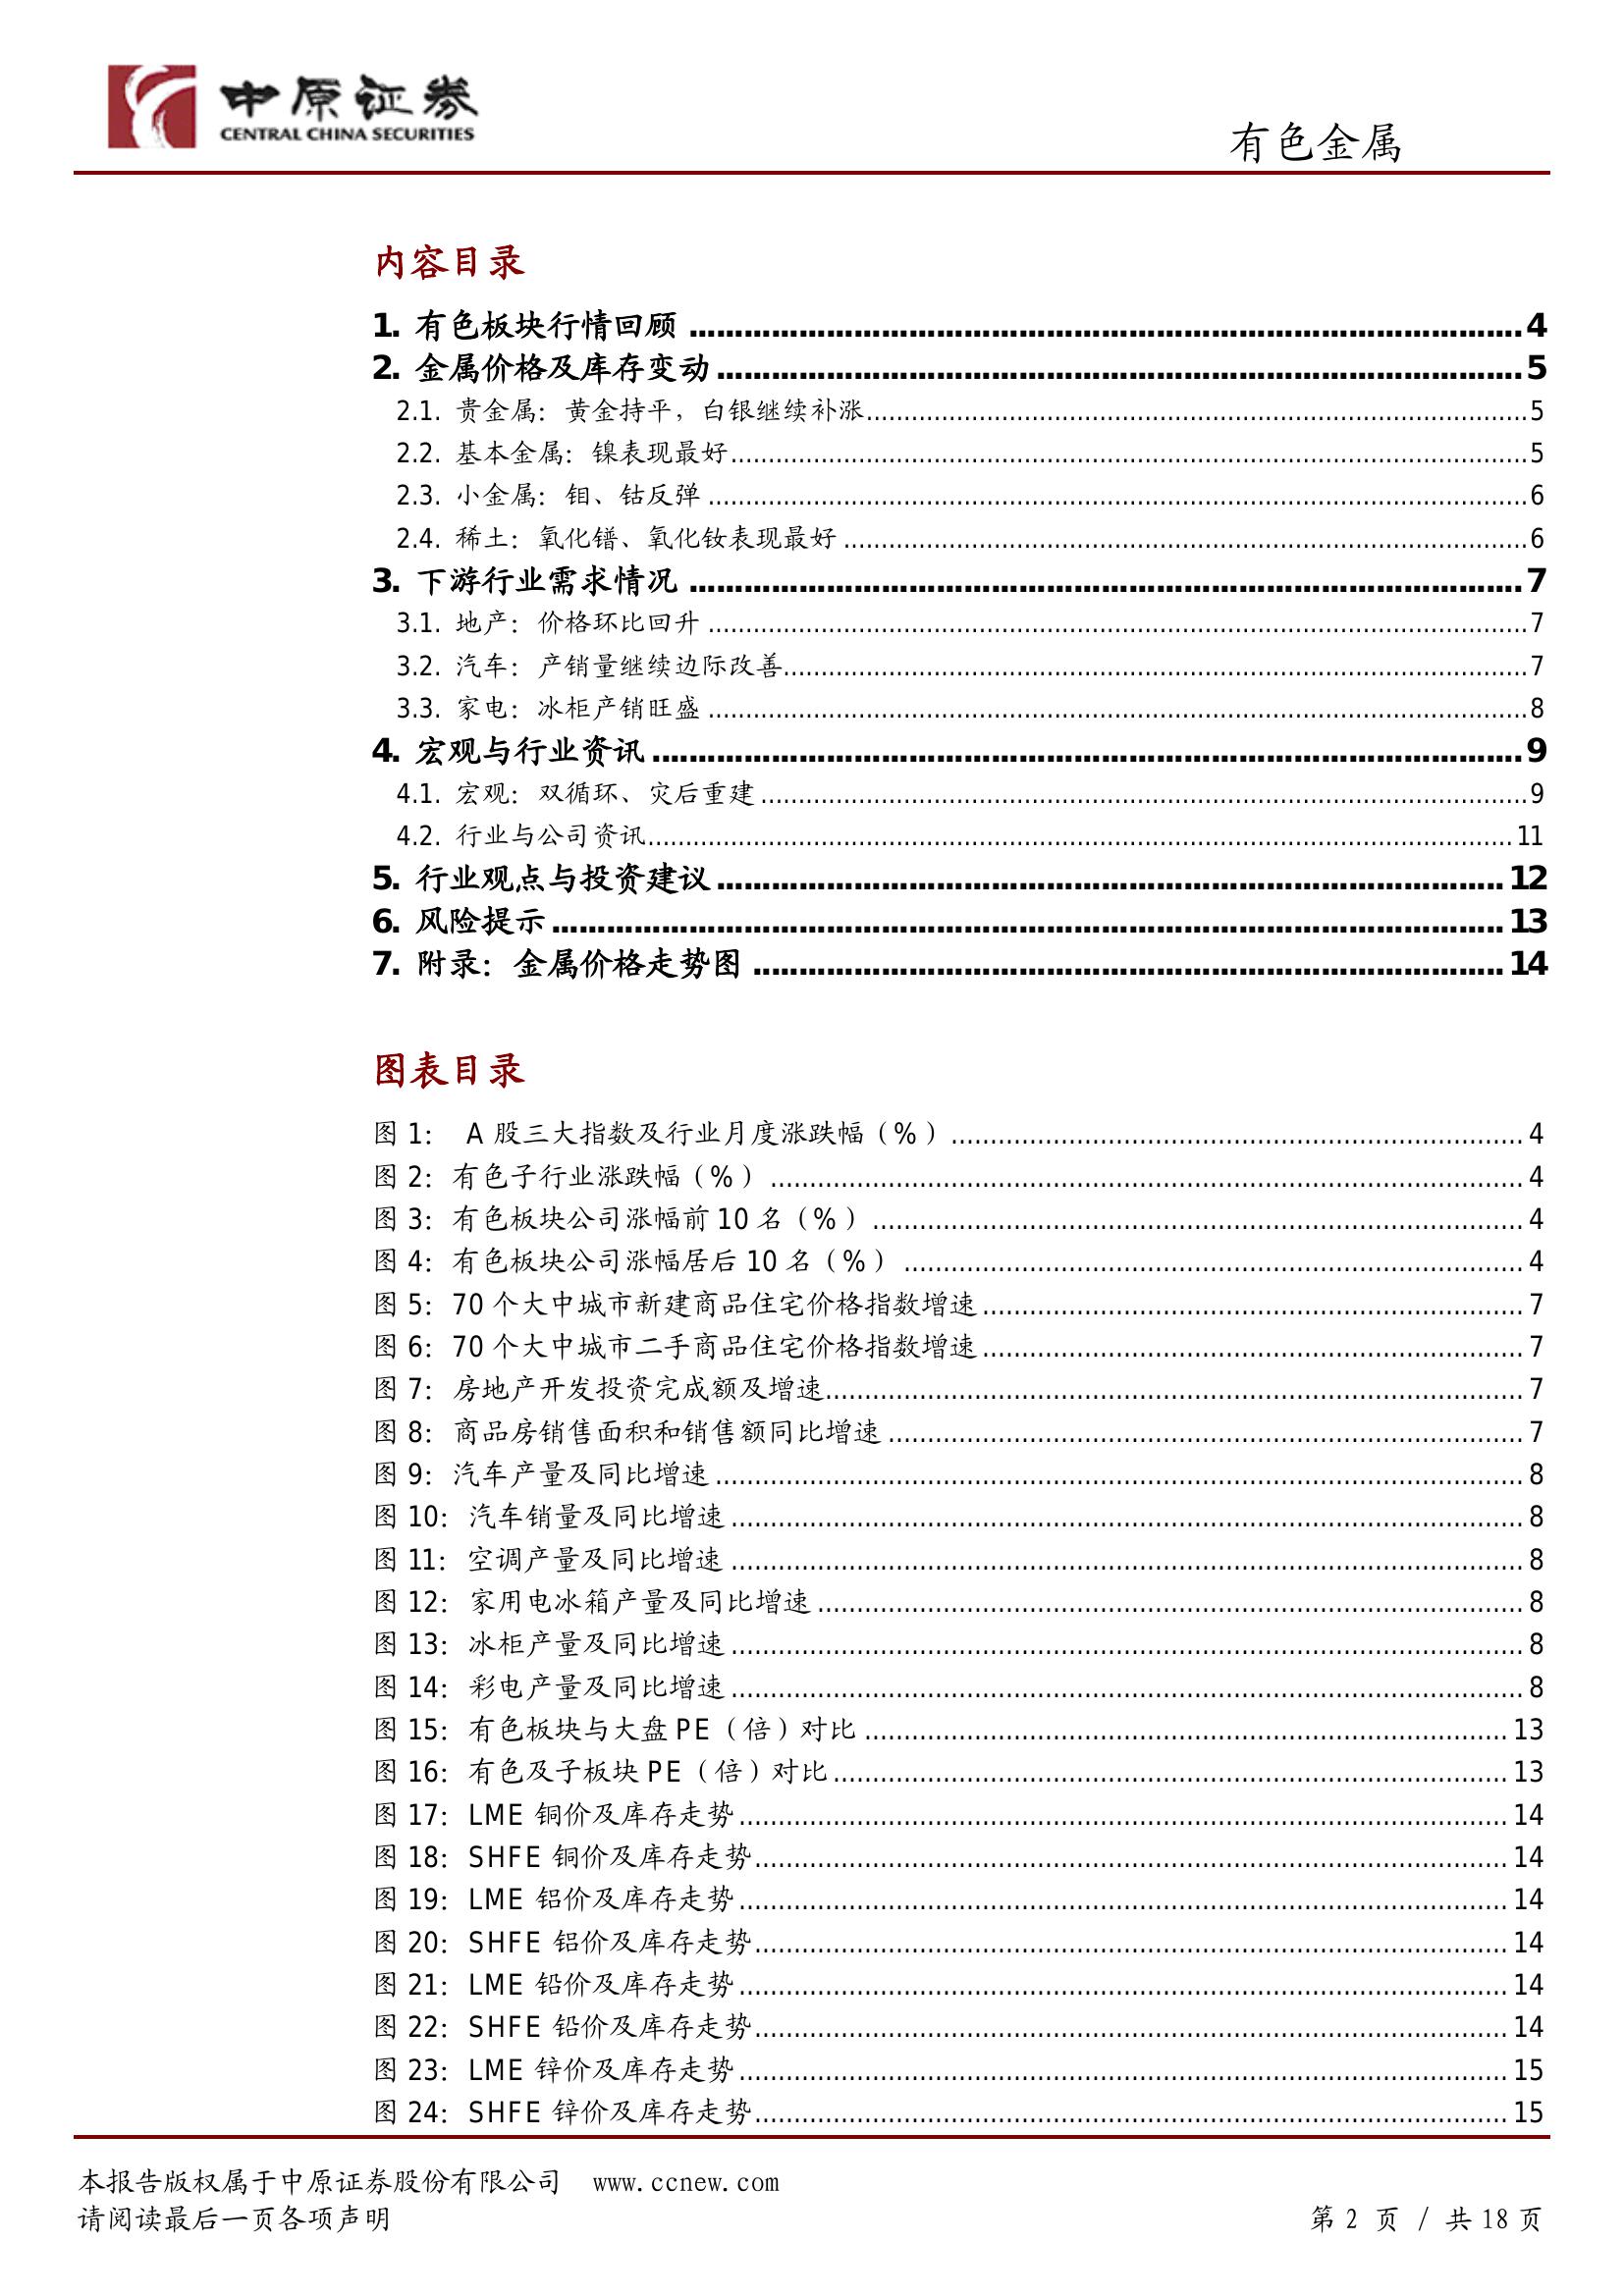 中原证券
CENTRAL CHINA SECURITIES
有色金属
内容目录
1. 有色板块行情回顾 ........ 4
2. 金属价格及库存变动 ........ 5
2.1. 贵金属：黄金持平，白银继续补涨 ........ 5
2.2. 基本金属：镍表现最好 ........ 5
2.3. 小金属：钼、钴反弹 ........ 6
2.4. 稀土：氧化镨、氧化钕表现最好 ........ 6
3. 下游行业需求情况 ........ 7
3.1. 地产：价格环比回升 ........ 7
3.2. 汽车：产销量继续边际改善 ........ 7
3.3. 家电：冰柜产销旺盛 ........ 8
4. 宏观与行业资讯 ........ 9
4.1. 宏观：双循环、灾后重建 ........ 9
4.2. 行业与公司资讯 ........ 11
5. 行业观点与投资建议 ........ 12
6. 风险提示 ........ 13
7. 附录：金属价格走势图 ........ 14
图表目录
图 1： A 股三大指数及行业月度涨跌幅（%） ........ 4
图 2：有色子行业涨跌幅（%） ........ 4
图 3：有色板块公司涨幅前 10 名（%） ........ 4
图 4：有色板块公司涨幅居后 10 名（%） ........ 4
图 5：70 个大中城市新建商品住宅价格指数增速 ........ 7
图 6：70 个大中城市二手商品住宅价格指数增速 ........ 7
图 7：房地产开发投资完成额及增速 ........ 7
图 8：商品房销售面积和销售额同比增速 ........ 7
图 9：汽车产量及同比增速 ........ 8
图 10：汽车销量及同比增速 ........ 8
图 11：空调产量及同比增速 ........ 8
图 12：家用电冰箱产量及同比增速 ........ 8
图 13：冰柜产量及同比增速 ........ 8
图 14：彩电产量及同比增速 ........ 8
图 15：有色板块与大盘 PE（倍）对比 ........ 13
图 16：有色及子板块 PE（倍）对比 ........ 13
图 17：LME 铜价及库存走势 ........ 14
图 18：SHFE 铜价及库存走势 ........ 14
图 19：LME 铝价及库存走势 ........ 14
图 20：SHFE 铝价及库存走势 ........ 14
图 21：LME 铅价及库存走势 ........ 14
图 22：SHFE 铅价及库存走势 ........ 14
图 23：LME 锌价及库存走势 ........ 15
图 24：SHFE 锌价及库存走势 ........ 15
本报告版权属于中原证券股份有限公司 www.ccnew.com
请阅读最后一页各项声明 第 2 页 / 共 18 页